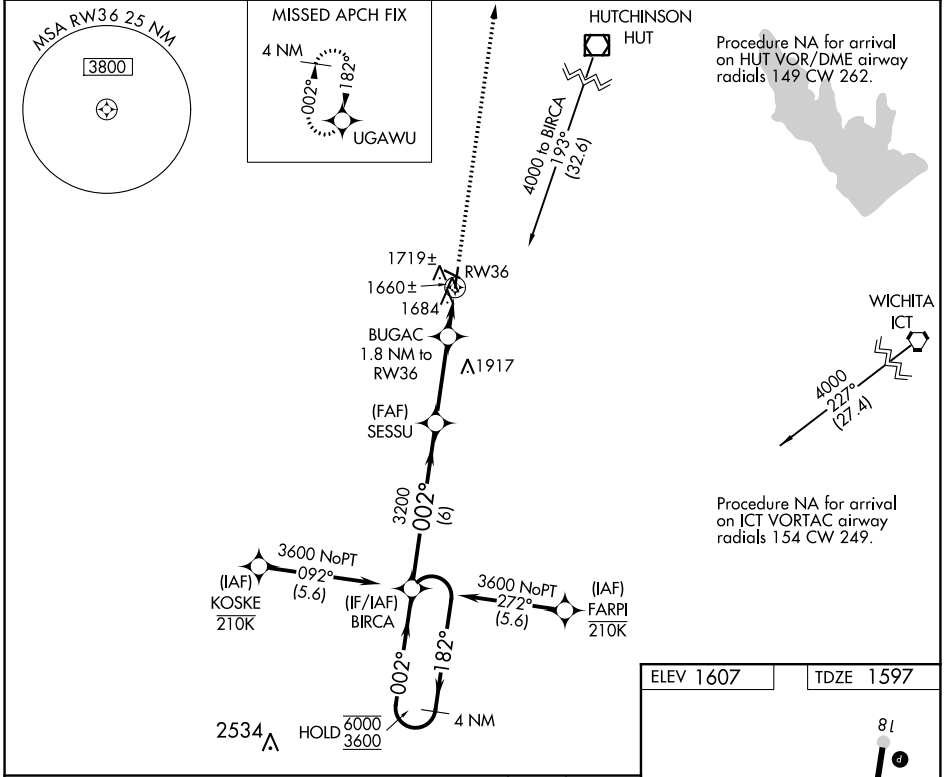 MSA RW36 25 NM
3800
MISSED APCH FIX
4 NM
002°
182°
UGAWU
HUTCHINSON
HUT
4000 to BIRCA
193°
(32.6)
Procedure NA for arrival
on HUT VOR/DME airway
radials 149 CW 262.
1719±
RW36
1660±
1684
BUGAC
1.8 NM to
RW36
1917
WICHITA
ICT
4000
227°
(27.4)
(FAF)
SESSU
3200
002°
(6)
Procedure NA for arrival
on ICT VORTAC airway
radials 154 CW 249.
3600 NoPT
092°
(5.6)
(IAF)
KOSKE
210K
(IF/IAF)
BIRCA
3600 NoPT
272°
(5.6)
(IAF)
FARPI
210K
002°
182°
2534
HOLD
6000
3600
4 NM
ELEV 1607
TDZE 1597
18
P